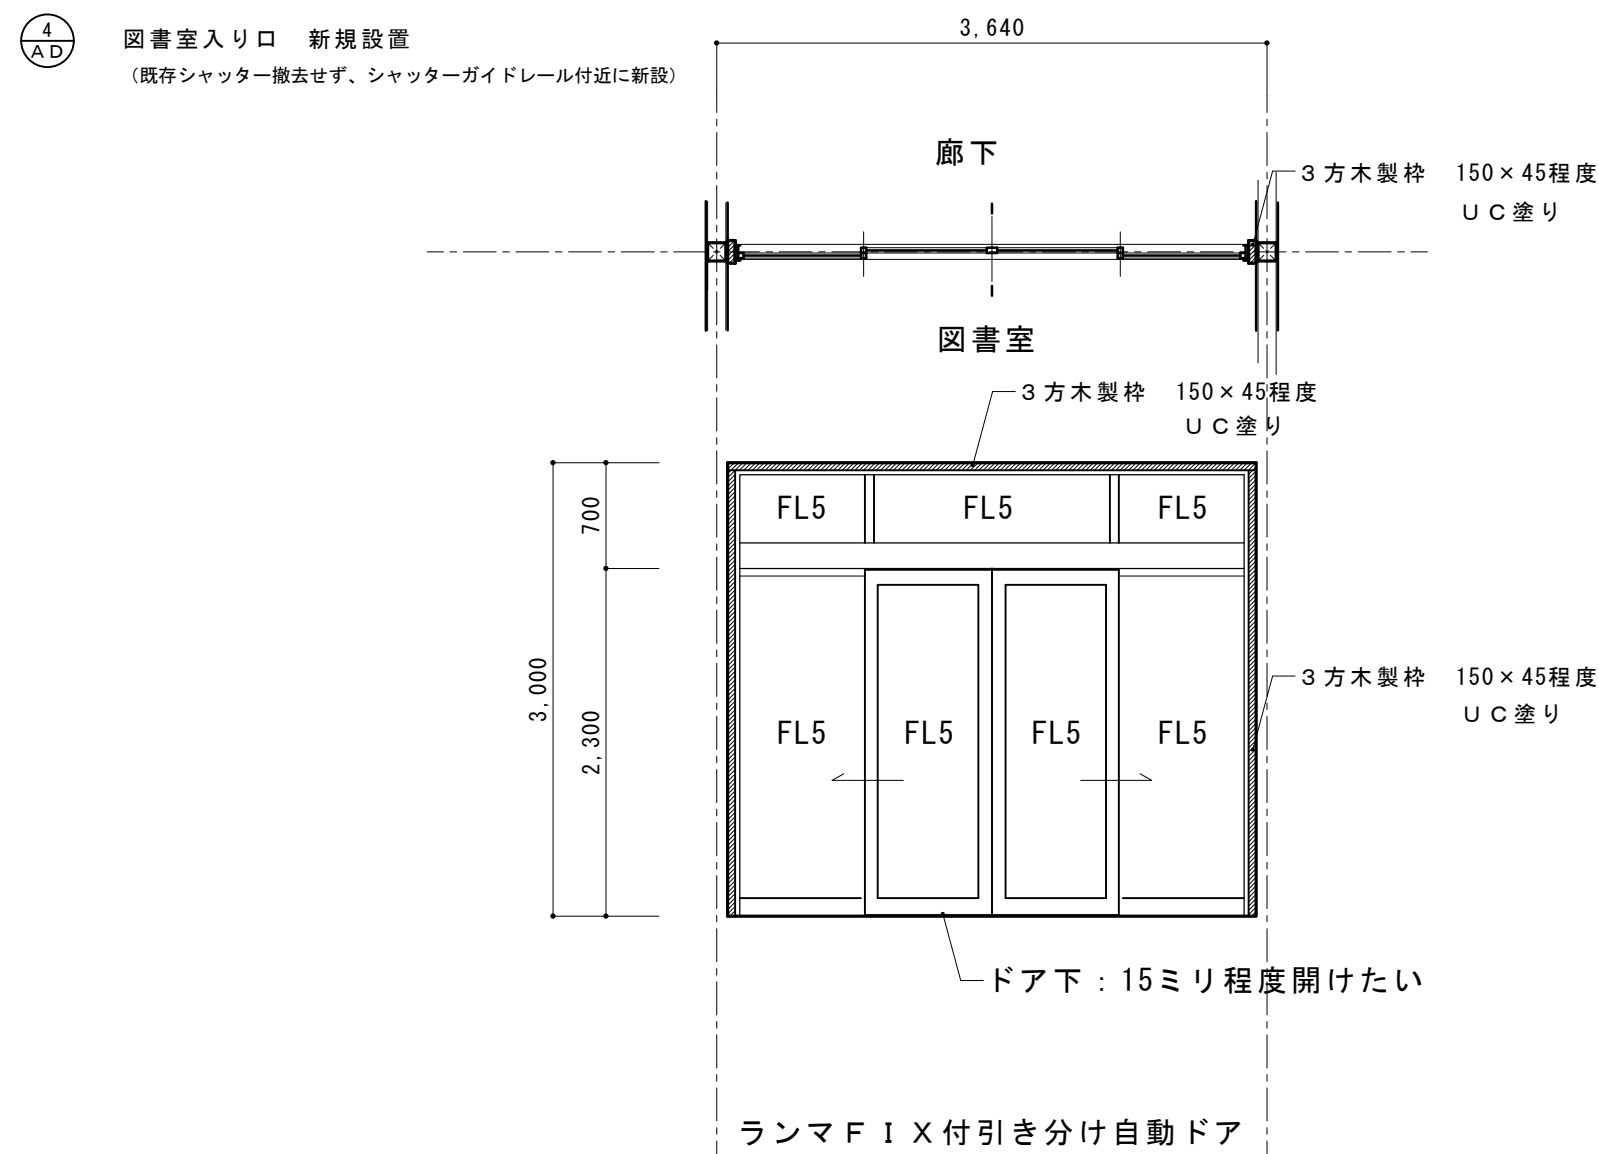 4
AD
図書室入り口　新規設置
（既存シャッター撤去せず、シャッターガイドレール付近に新設）
3,640
廊下
３方木製枠　150×45程度
ＵＣ塗り
図書室
３方木製枠　150×45程度
ＵＣ塗り
700
FL5
FL5
FL5
3,000
2,300
３方木製枠　150×45程度
ＵＣ塗り
FL5
FL5
FL5
FL5
ドア下：15ミリ程度開けたい
ランマＦＩＸ付引き分け自動ドア